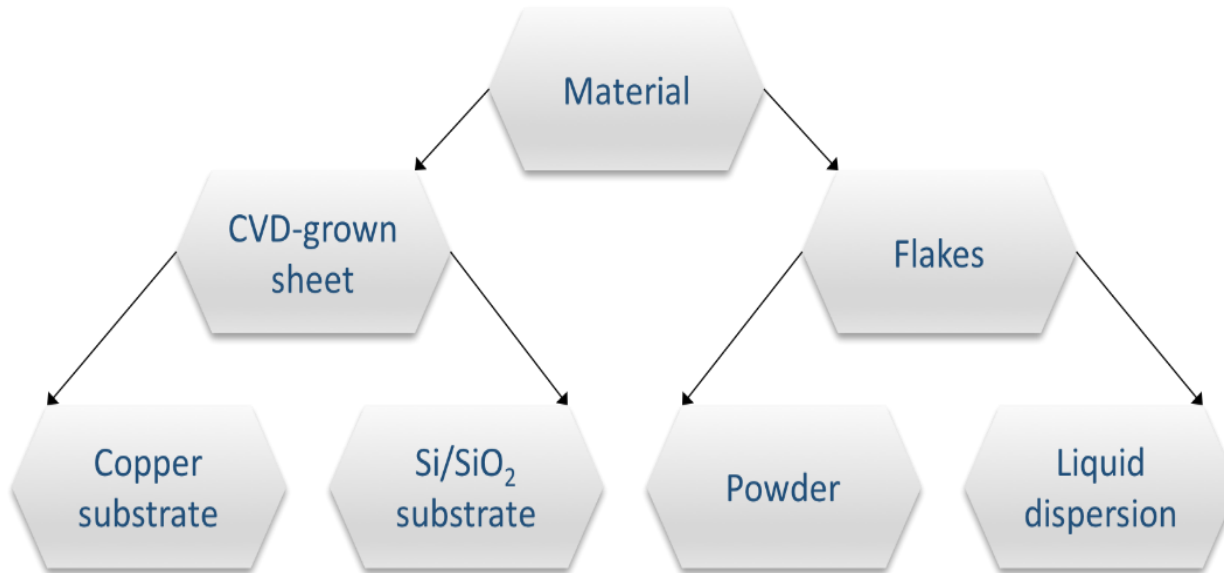 Material
CVD-grown
sheet
Flakes
Copper
substrate
Si/SiO₂
substrate
Powder
Liquid
dispersion